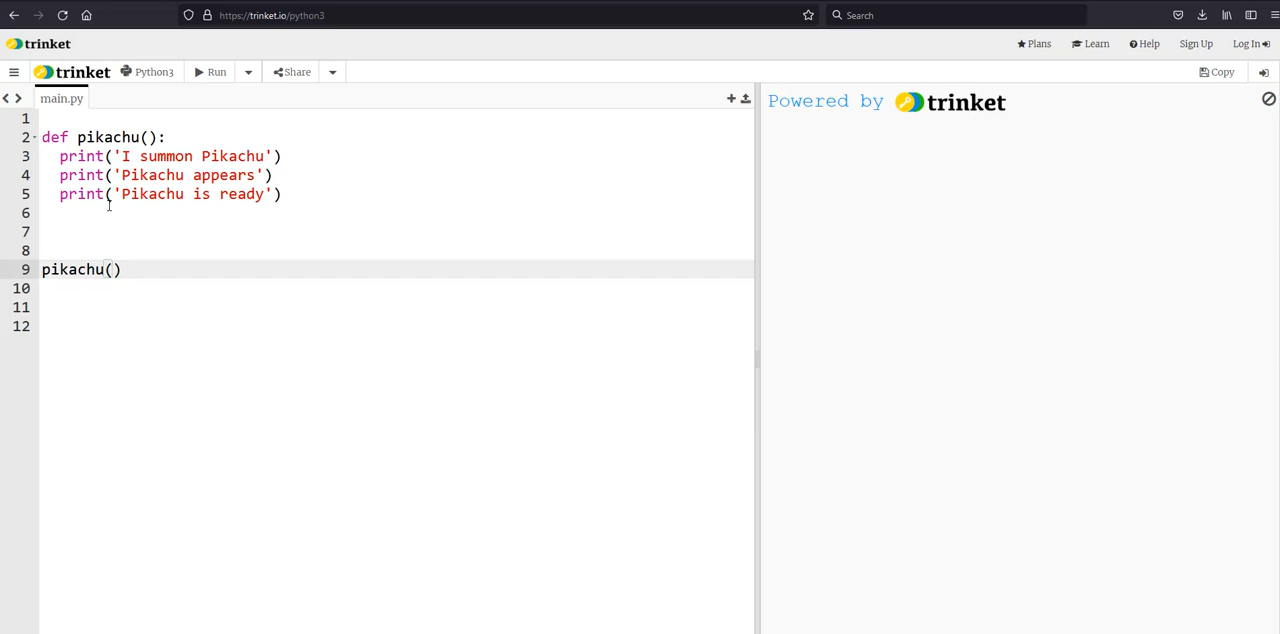 https://trinket.io/python3
Search
trinket
Plans Learn Help Sign Up Log In
trinket Python3 Run Share Copy
main.py
Powered by trinket
1
2 def pikachu():
3 print('I summon Pikachu')
4 print('Pikachu appears')
5 print('Pikachu is ready')
6
7
8
9 pikachu()
10
11
12